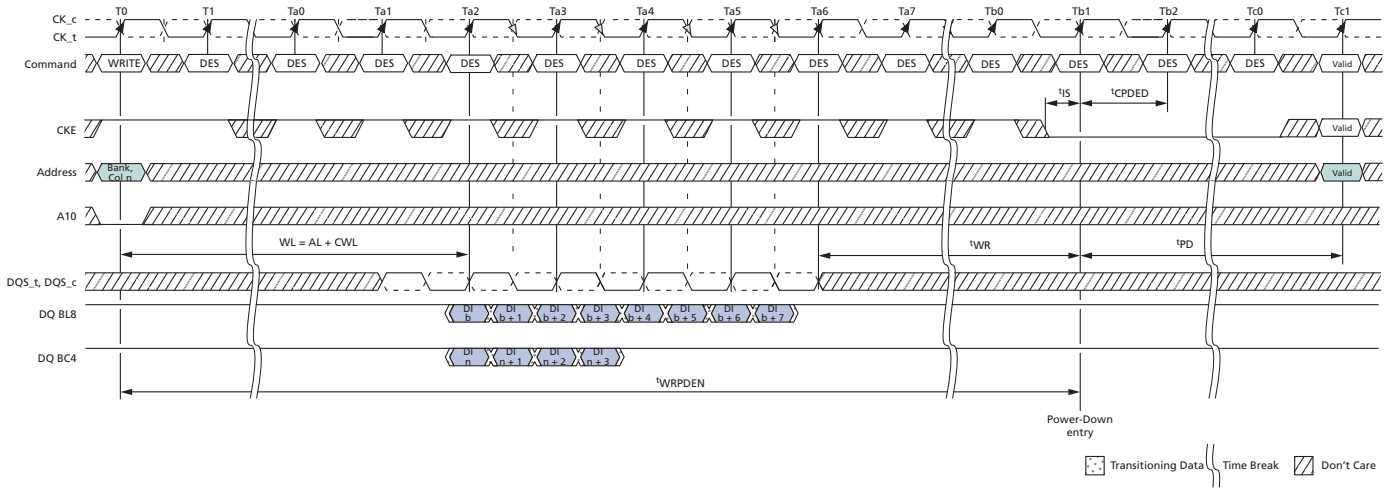 T0 T1 Ta0 Ta1 Ta2 Ta3 Ta4 Ta5 Ta6 Ta7 Tb0 Tb1 Tb2 Tc0 Tc1
CK_c
CK_t
Command WRITE DES DES DES DES DES DES DES DES DES DES DES DES DES Valid
tIS tCPDED
CKE Valid
Address Bank, Valid
Col n
A10
WL = AL + CWL tWR tPD
DQS_t, DQS_c
DQ BL8 DI DI DI DI DI DI DI DI
b b + 1 b + 2 b + 3 b + 4 b + 5 b + 6 b + 7
DQ BC4 DI DI DI DI
n n + 1 n + 2 n + 3
tWRPDEN
Power-Down
entry
Transitioning Data Time Break Don't Care